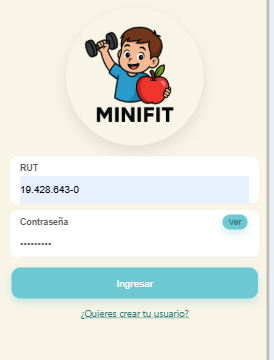 MINIFIT
RUT
19.428.643-0
Contraseña
Ver
•••••••••
Ingresar
¿Quieres crear tu usuario?